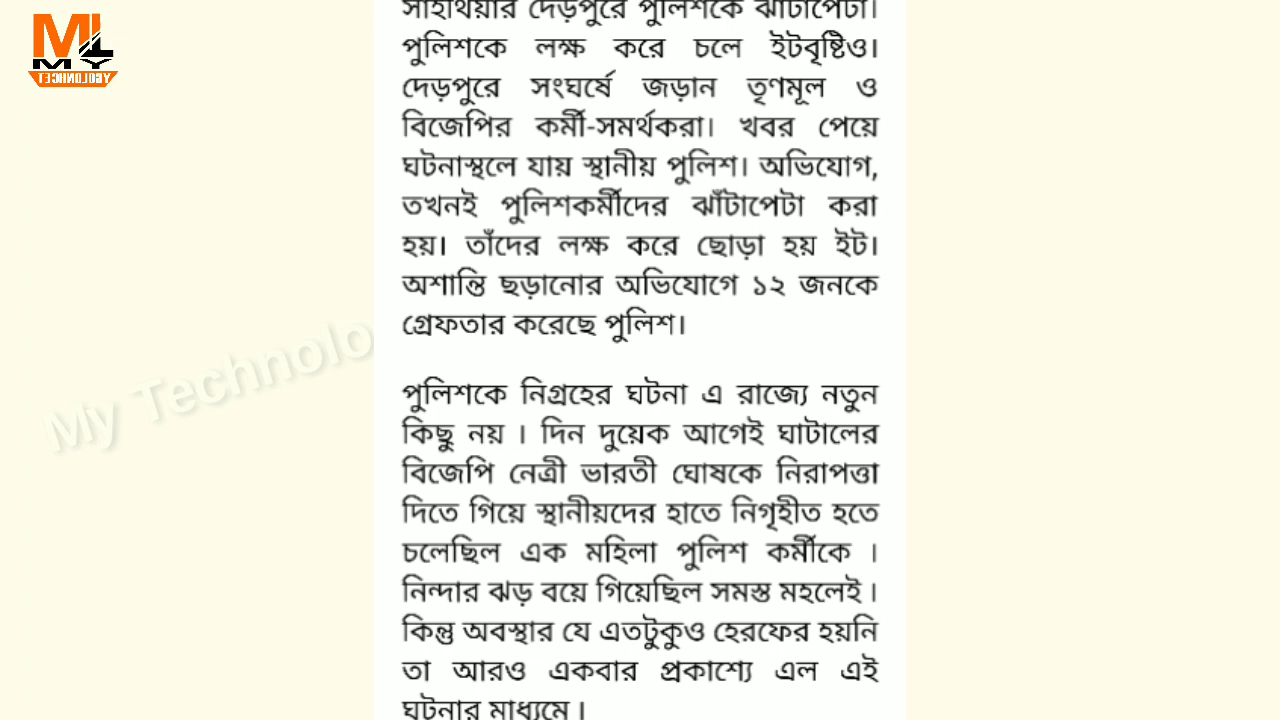 সাঁইথিয়ার দেড়পুরে পুলিশকে ঝাঁটাপেটা।
পুলিশকে লক্ষ করে চলে ইটবৃষ্টিও।
দেড়পুরে সংঘর্ষে জড়ান তৃণমূল ও
বিজেপির কর্মী-সমর্থকরা। খবর পেয়ে
ঘটনাস্থলে যায় স্থানীয় পুলিশ। অভিযোগ,
তখনই পুলিশকর্মীদের ঝাঁটাপেটা করা
হয়। তাঁদের লক্ষ করে ছোড়া হয় ইট।
অশান্তি ছড়ানোর অভিযোগে ১২ জনকে
গ্রেফতার করেছে পুলিশ।
পুলিশকে নিগ্রহের ঘটনা এ রাজ্যে নতুন
কিছু নয় । দিন দুয়েক আগেই ঘাটালের
বিজেপি নেত্রী ভারতী ঘোষকে নিরাপত্তা
দিতে গিয়ে স্থানীয়দের হাতে নিগৃহীত হতে
চলেছিল এক মহিলা পুলিশ কর্মীকে ।
নিন্দার ঝড় বয়ে গিয়েছিল সমস্ত মহলেই ।
কিন্তু অবস্থার যে এতটুকুও হেরফের হয়নি
তা আরও একবার প্রকাশ্যে এল এই
ঘটনার মাধ্যমে ।
My Technolo
MY